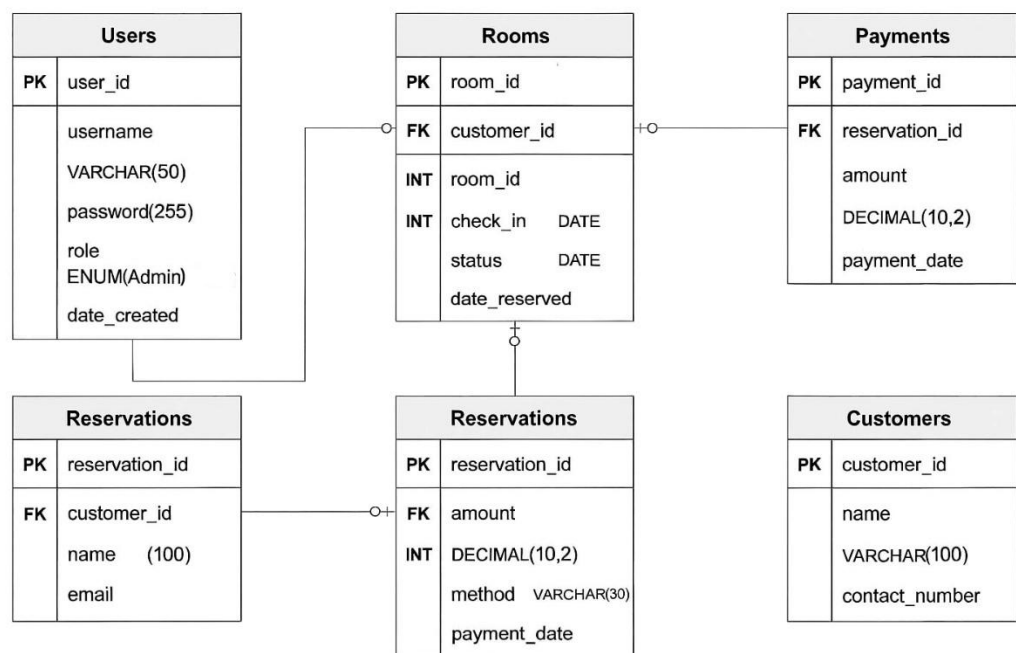 Users
PK user_id
username
VARCHAR(50)
password(255)
role
ENUM(Admin)
date_created
Rooms
PK room_id
FK customer_id
INT room_id
INT check_in DATE
status DATE
date_reserved
Payments
PK payment_id
FK reservation_id
amount
DECIMAL(10,2)
payment_date
Reservations
PK reservation_id
FK customer_id
name (100)
email
Reservations
PK reservation_id
FK amount
INT DECIMAL(10,2)
method VARCHAR(30)
payment_date
Customers
PK customer_id
name
VARCHAR(100)
contact_number